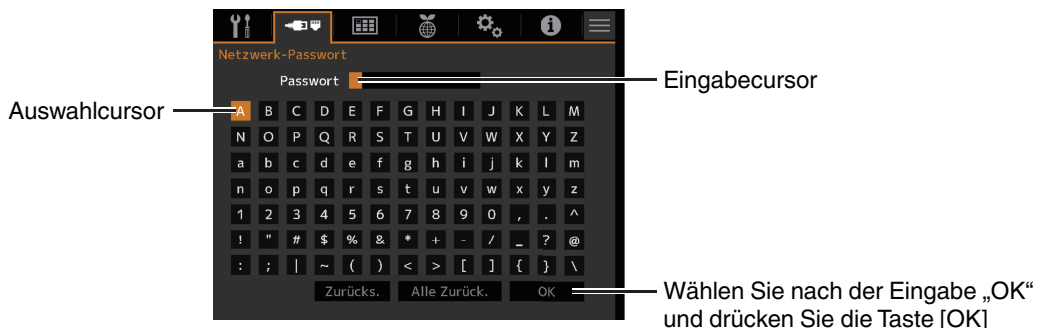 Netzwerk-Passwort
Passwort
Eingabecursor
Auswahlcursor
A B C D E F G H I J K L M
N O P Q R S T U V W X Y Z
a b c d e f g h i j k l m
n o p q r s t u v w x y z
1 2 3 4 5 6 7 8 9 0 , . ^
! " # $ % & * + - / _ ? @
: ; | ~ ( ) < > [ ] { } \
Zurücks. Alle Zurück. OK
Wählen Sie nach der Eingabe „OK“
und drücken Sie die Taste [OK]